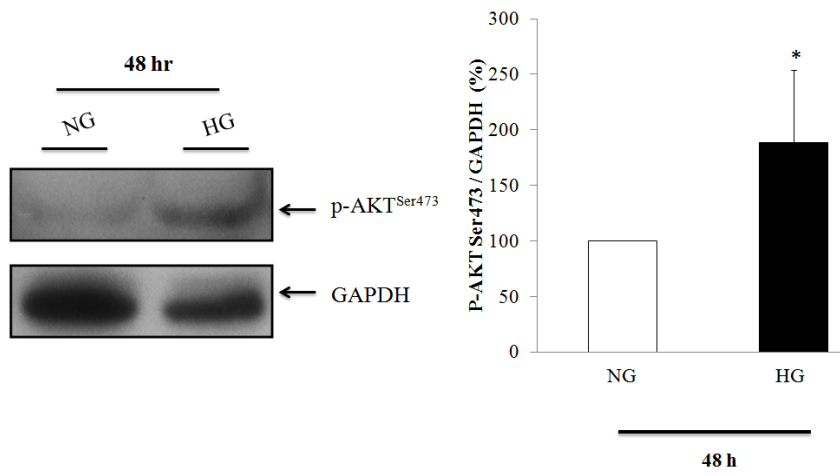 48 hr
NG HG
p-AKT^Ser473
GAPDH
P-AKT Ser473 / GAPDH (%)
300
250
200
150
100
50
0
*
NG HG
48 h